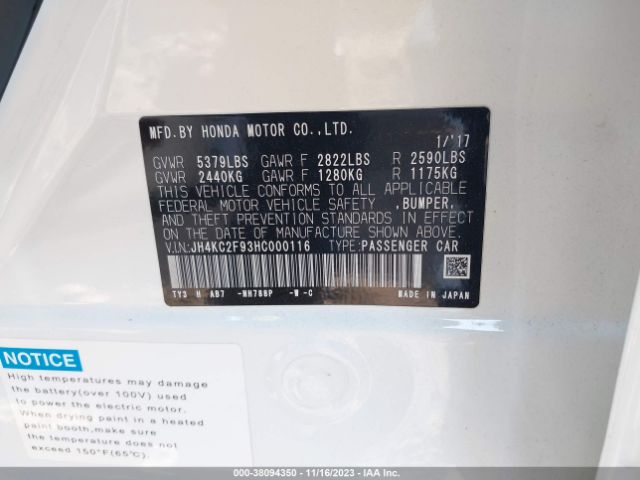 MFD.BY HONDA MOTOR CO.,LTD.
1/'17
GVWR 5379LBS GAWR F 2822LBS R 2590LBS
GVWR 2440KG GAWR F 1280KG R 1175KG
THIS VEHICLE CONFORMS TO ALL APPLICABLE
FEDERAL MOTOR VEHICLE SAFETY ,BUMPER,
AND THEFT PREVENTION STANDARDS IN EFFECT
ON THE DATE OF MANUFACTURE SHOWN ABOVE.
V.I.N:JH4KC2F93HC000116 TYPE:PASSENGER CAR
TY3 H AB7 -NH788P -W -C MADE IN JAPAN
NOTICE
High temperatures may damage
the battery(over 100V) used
to power the electric motor.
When drying paint in a heated
paint booth,make sure
the temperature does not
exceed 150°F(65℃).
000-38094350 | 11/16/2023 | IAA Inc.